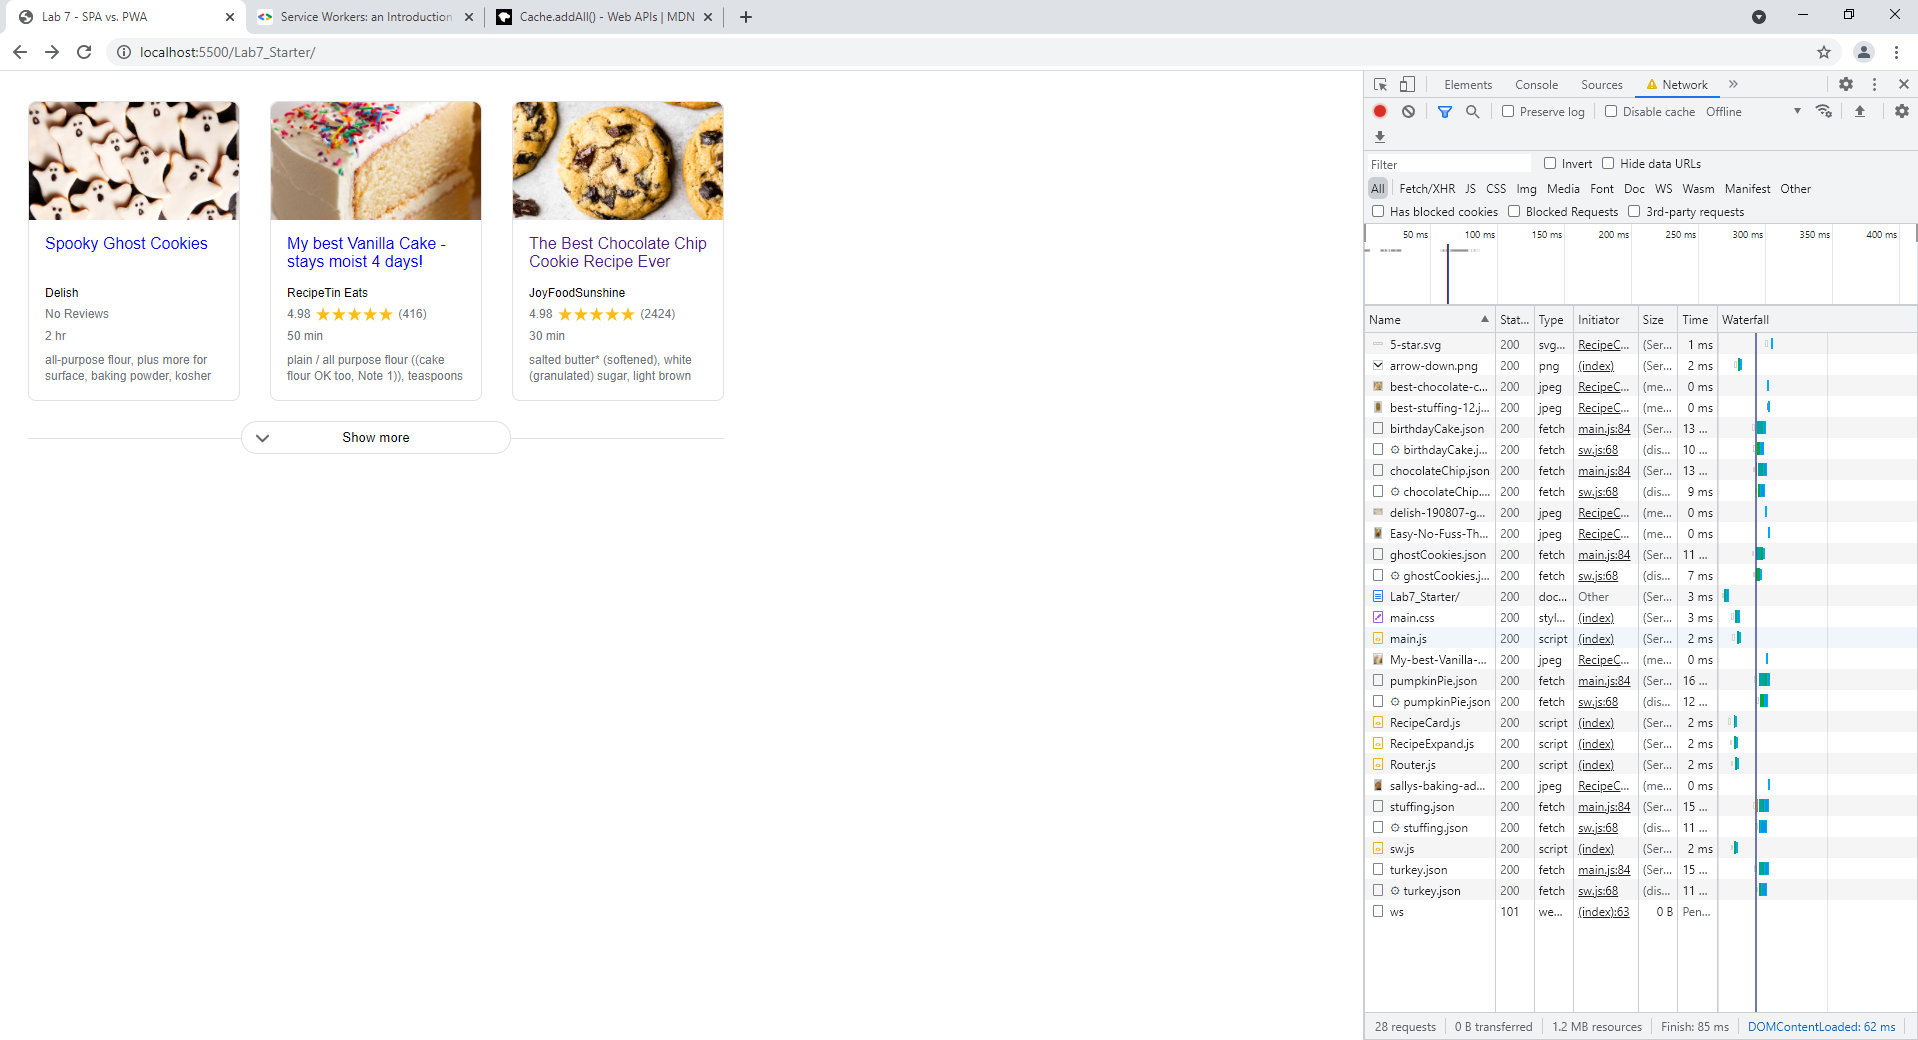 Lab 7 - SPA vs. PWA
Service Workers: an Introduction
Cache.addAll() - Web APIs | MDN
localhost:5500/Lab7_Starter/
Spooky Ghost Cookies
Delish
No Reviews
2 hr
all-purpose flour, plus more for
surface, baking powder, kosher
My best Vanilla Cake -
stays moist 4 days!
RecipeTin Eats
4.98 (416)
50 min
plain / all purpose flour ((cake
flour OK too, Note 1)), teaspoons
The Best Chocolate Chip
Cookie Recipe Ever
JoyFoodSunshine
4.98 (2424)
30 min
salted butter* (softened), white
(granulated) sugar, light brown
Show more
Elements Console Sources Network
Preserve log Disable cache Offline
Filter Invert Hide data URLs
All Fetch/XHR JS CSS Img Media Font Doc WS Wasm Manifest Other
Has blocked cookies Blocked Requests 3rd-party requests
50 ms 100 ms 150 ms 200 ms 250 ms 300 ms 350 ms 400 ms
Name Stat... Type Initiator Size Time Waterfall
5-star.svg 200 svg... RecipeC... (Ser... 1 ms
arrow-down.png 200 png (index) (Ser... 2 ms
best-chocolate-c... 200 jpeg RecipeC... (me... 0 ms
best-stuffing-12.j... 200 jpeg RecipeC... (me... 0 ms
birthdayCake.json 200 fetch main.js:84 (Ser... 13 ...
birthdayCake.j... 200 fetch sw.js:68 (dis... 10 ...
chocolateChip.json 200 fetch main.js:84 (Ser... 13 ...
chocolateChip.... 200 fetch sw.js:68 (dis... 9 ms
delish-190807-g... 200 jpeg RecipeC... (me... 0 ms
Easy-No-Fuss-Th... 200 jpeg RecipeC... (me... 0 ms
ghostCookies.json 200 fetch main.js:84 (Ser... 11 ...
ghostCookies.j... 200 fetch sw.js:68 (dis... 7 ms
Lab7_Starter/ 200 doc... Other (Ser... 3 ms
main.css 200 styl... (index) (Ser... 3 ms
main.js 200 script (index) (Ser... 2 ms
My-best-Vanilla-... 200 jpeg RecipeC... (me... 0 ms
pumpkinPie.json 200 fetch main.js:84 (Ser... 16 ...
pumpkinPie.json 200 fetch sw.js:68 (dis... 12 ...
RecipeCard.js 200 script (index) (Ser... 2 ms
RecipeExpand.js 200 script (index) (Ser... 2 ms
Router.js 200 script (index) (Ser... 2 ms
sallys-baking-ad... 200 jpeg RecipeC... (me... 0 ms
stuffing.json 200 fetch main.js:84 (Ser... 15 ...
stuffing.json 200 fetch sw.js:68 (dis... 11 ...
sw.js 200 script (index) (Ser... 2 ms
turkey.json 200 fetch main.js:84 (Ser... 15 ...
turkey.json 200 fetch sw.js:68 (dis... 11 ...
ws 101 we... (index):63 0 B Pen...
28 requests 0 B transferred 1.2 MB resources Finish: 85 ms DOMContentLoaded: 62 ms